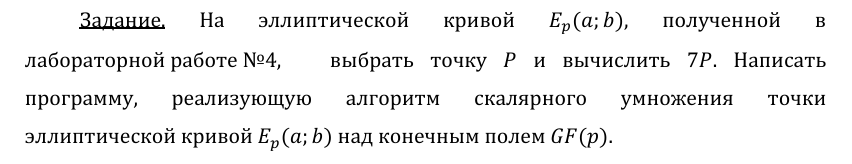 Задание. На эллиптической кривой E_p(a; b), полученной в
лабораторной работе №4, выбрать точку P и вычислить 7P. Написать
программу, реализующую алгоритм скалярного умножения точки
эллиптической кривой E_p(a; b) над конечным полем GF(p).